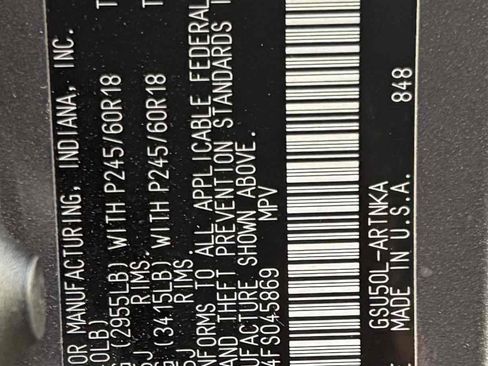 OR MANUFACTURING, INDIANA, INC.
0LB)
(2955LB) WITH P245/60R18
RIMS.
(3415LB) WITH P245/60R18
RIMS.
NFORMS TO ALL APPLICABLE FEDERAL
AND THEFT PREVENTION STANDARDS
UFACTURE SHOWN ABOVE.
4FS045869 MPV
GSU50L-ARTNKA 848
MADE IN U.S.A.